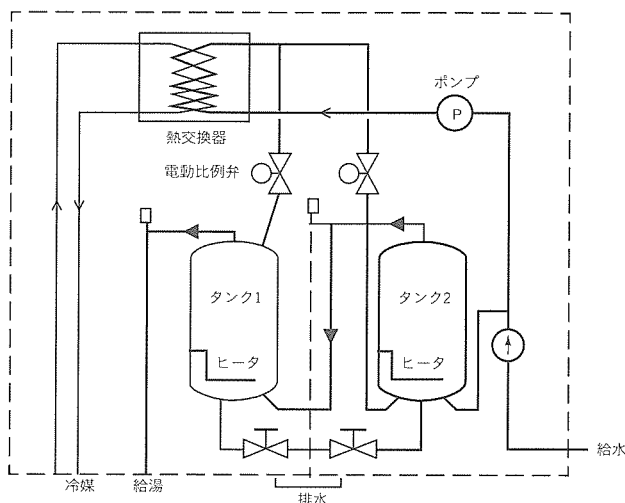 ポンプ
P
熱交換器
電動比例弁
タンク1
タンク2
ヒータ
ヒータ
給水
冷媒
給湯
排水